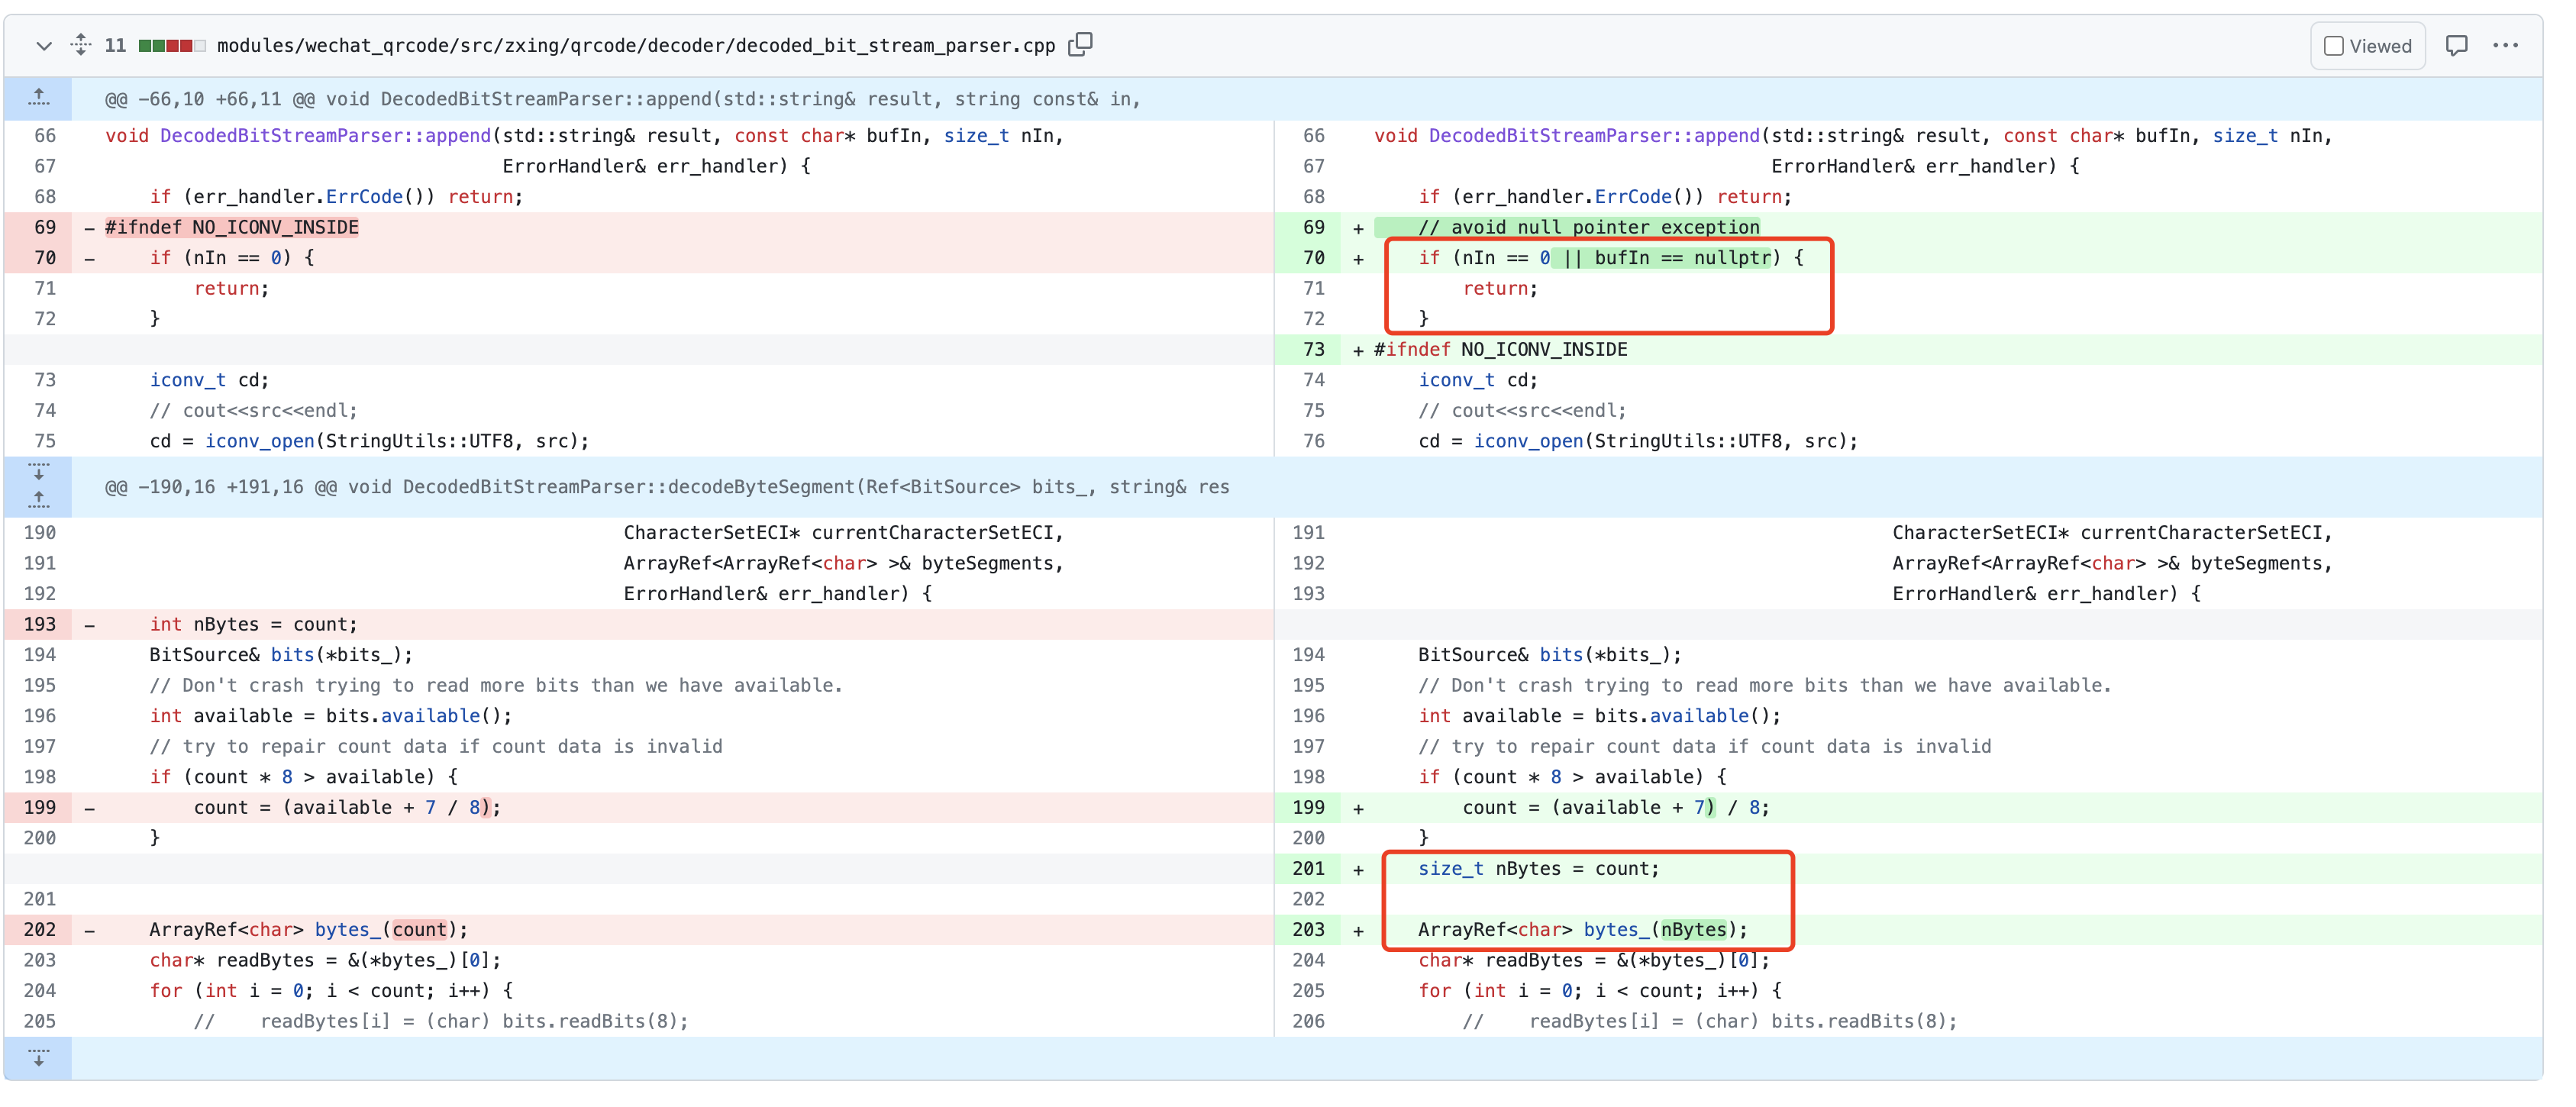 11 modules/wechat_qrcode/src/zxing/qrcode/decoder/decoded_bit_stream_parser.cpp Viewed
@@ -66,10 +66,11 @@ void DecodedBitStreamParser::append(std::string& result, string const& in,
66 void DecodedBitStreamParser::append(std::string& result, const char* bufIn, size_t nIn,
67 ErrorHandler& err_handler) {
68 if (err_handler.ErrCode()) return;
69 - #ifndef NO_ICONV_INSIDE
70 - if (nIn == 0) {
71 return;
72 }
73 iconv_t cd;
74 // cout<<src<<endl;
75 cd = iconv_open(StringUtils::UTF8, src);
66 void DecodedBitStreamParser::append(std::string& result, const char* bufIn, size_t nIn,
67 ErrorHandler& err_handler) {
68 if (err_handler.ErrCode()) return;
69 + // avoid null pointer exception
70 + if (nIn == 0 || bufIn == nullptr) {
71 return;
72 }
73 + #ifndef NO_ICONV_INSIDE
74 iconv_t cd;
75 // cout<<src<<endl;
76 cd = iconv_open(StringUtils::UTF8, src);
@@ -190,16 +191,16 @@ void DecodedBitStreamParser::decodeByteSegment(Ref<BitSource> bits_, string& res
190 CharacterSetECI* currentCharacterSetECI,
191 ArrayRef<ArrayRef<char> >& byteSegments,
192 ErrorHandler& err_handler) {
193 - int nBytes = count;
194 BitSource& bits(*bits_);
195 // Don't crash trying to read more bits than we have available.
196 int available = bits.available();
197 // try to repair count data if count data is invalid
198 if (count * 8 > available) {
199 - count = (available + 7 / 8);
200 }
201
202 - ArrayRef<char> bytes_(count);
203 char* readBytes = &(*bytes_)[0];
204 for (int i = 0; i < count; i++) {
205 // readBytes[i] = (char) bits.readBits(8);
191 CharacterSetECI* currentCharacterSetECI,
192 ArrayRef<ArrayRef<char> >& byteSegments,
193 ErrorHandler& err_handler) {
194 BitSource& bits(*bits_);
195 // Don't crash trying to read more bits than we have available.
196 int available = bits.available();
197 // try to repair count data if count data is invalid
198 if (count * 8 > available) {
199 + count = (available + 7) / 8;
200 }
201 + size_t nBytes = count;
202
203 + ArrayRef<char> bytes_(nBytes);
204 char* readBytes = &(*bytes_)[0];
205 for (int i = 0; i < count; i++) {
206 // readBytes[i] = (char) bits.readBits(8);